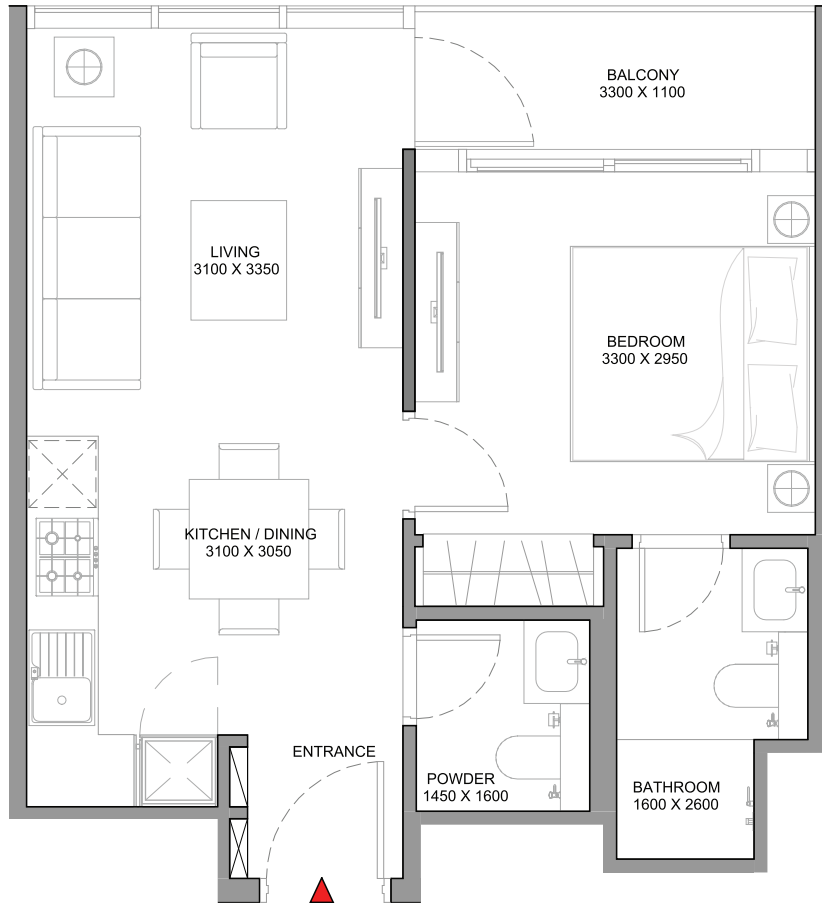 BALCONY
3300 X 1100
LIVING
3100 X 3350
BEDROOM
3300 X 2950
KITCHEN / DINING
3100 X 3050
ENTRANCE
POWDER
1450 X 1600
BATHROOM
1600 X 2600